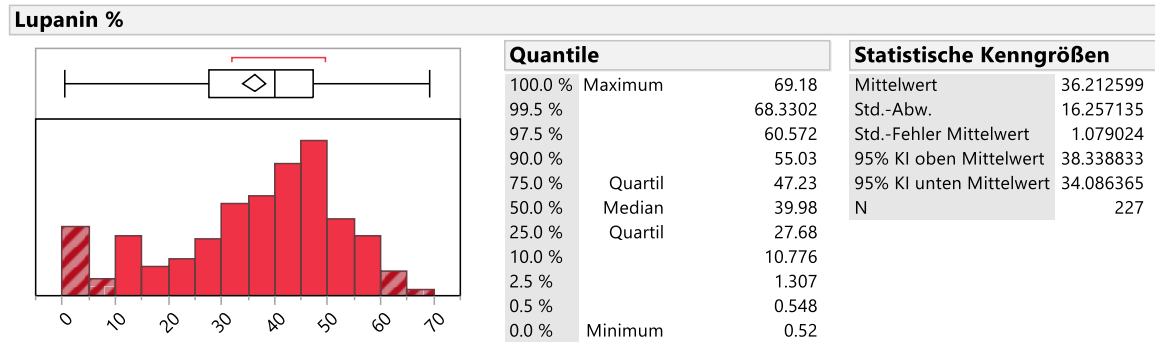 Lupanin %
0 10 20 30 40 50 60 70
Quantile
100.0 % Maximum 69.18
99.5 % 68.3302
97.5 % 60.572
90.0 % 55.03
75.0 % Quartil 47.23
50.0 % Median 39.98
25.0 % Quartil 27.68
10.0 % 10.776
2.5 % 1.307
0.5 % 0.548
0.0 % Minimum 0.52
Statistische Kenngrößen
Mittelwert 36.212599
Std.-Abw. 16.257135
Std.-Fehler Mittelwert 1.079024
95% KI oben Mittelwert 38.338833
95% KI unten Mittelwert 34.086365
N 227